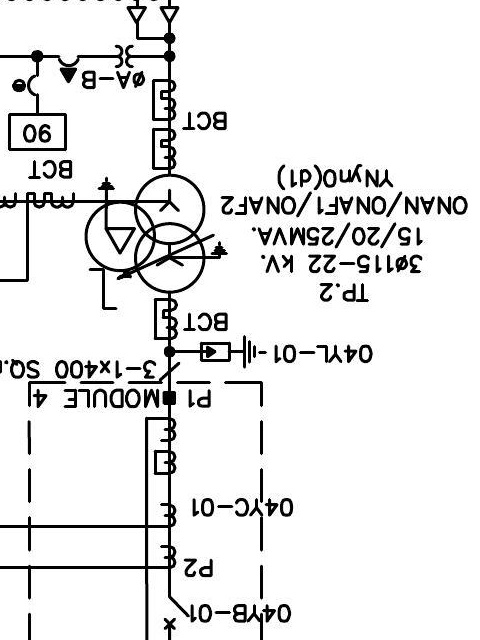 04YB-01
P2
04YC-01
P1
MODULE 4
3-1x400 SQ.
04YL-01
BCT
TP.2
3ø115-22 kV.
15/20/25MVA.
ONAN/ONAF1/ONAF2
YNyn0(d1)
BCT
90
BCT
øA-B